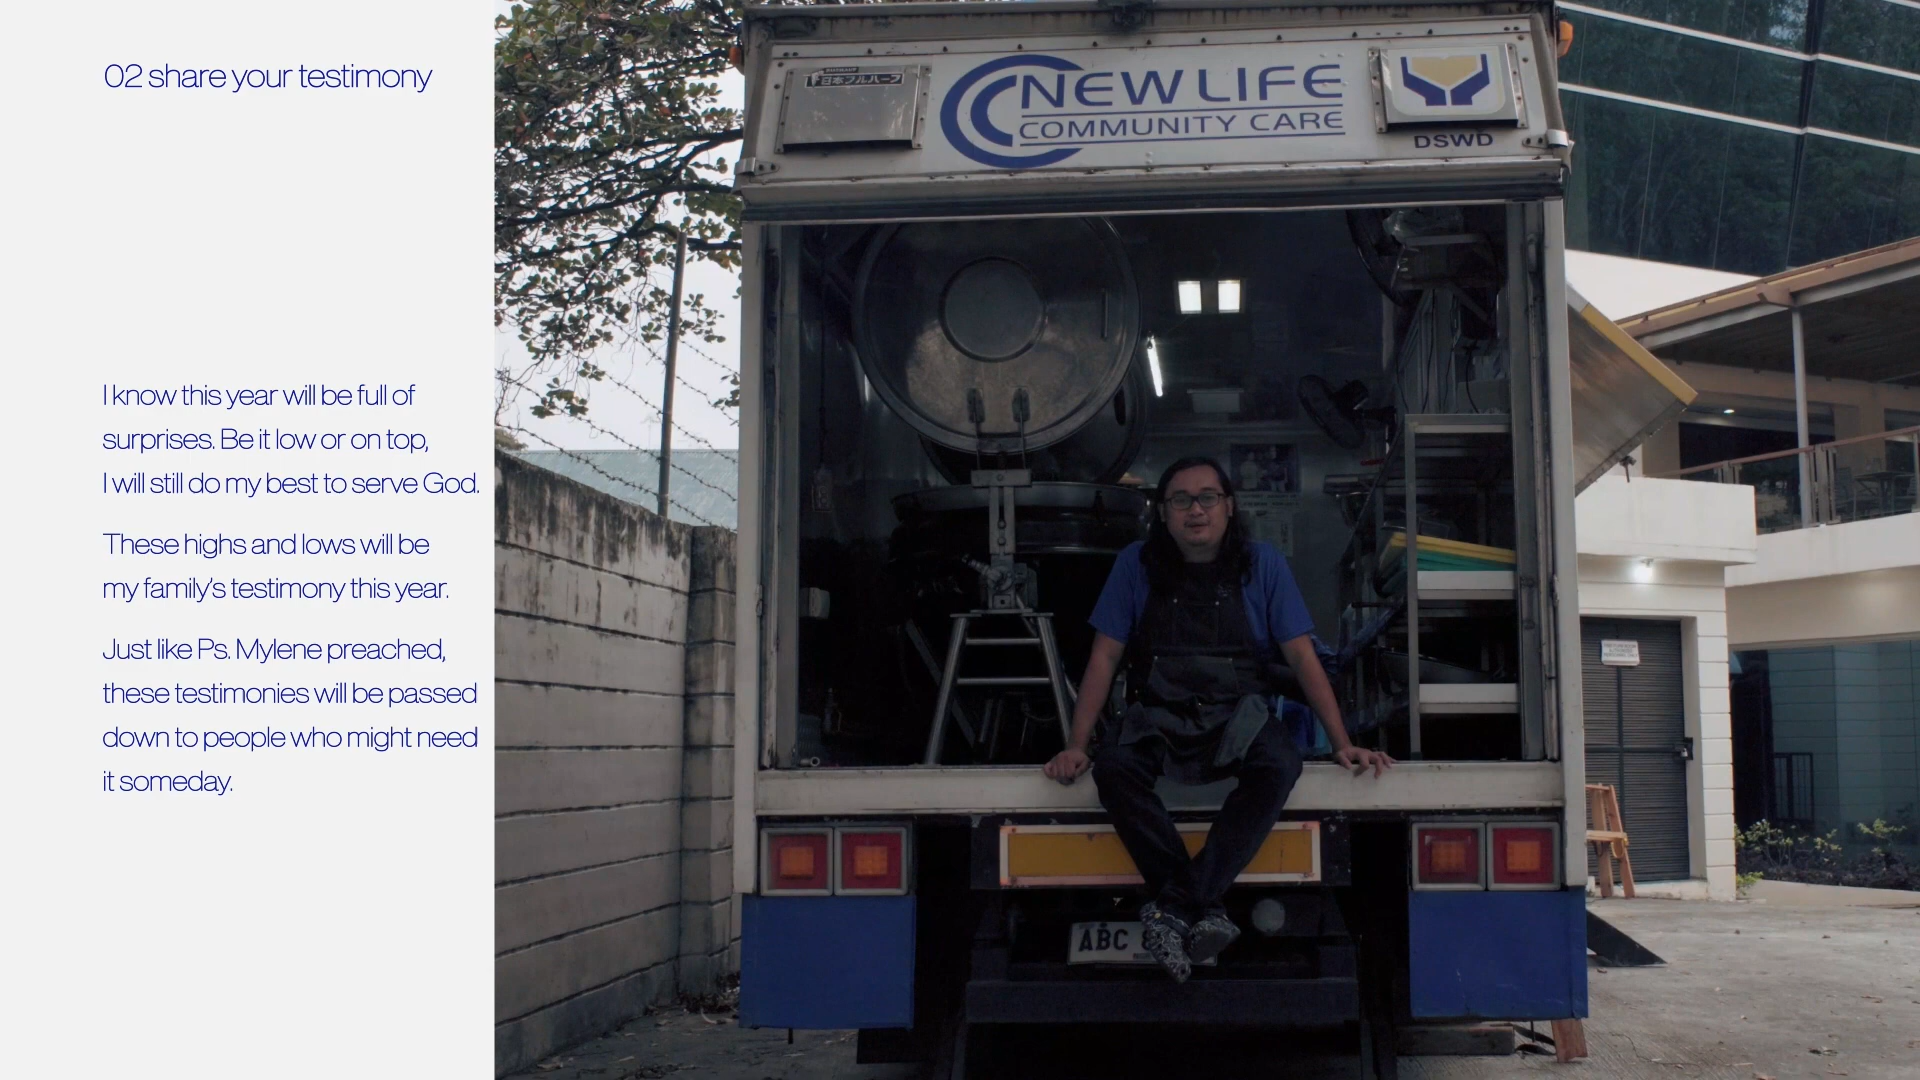 02 share your testimony
I know this year will be full of
surprises. Be it low or on top,
I will still do my best to serve God.
These highs and lows will be
my family's testimony this year.
Just like Ps. Mylene preached,
these testimonies will be passed
down to people who might need
it someday.
日本フルハーフ
NEW LIFE
COMMUNITY CARE
DSWD
ABC 8